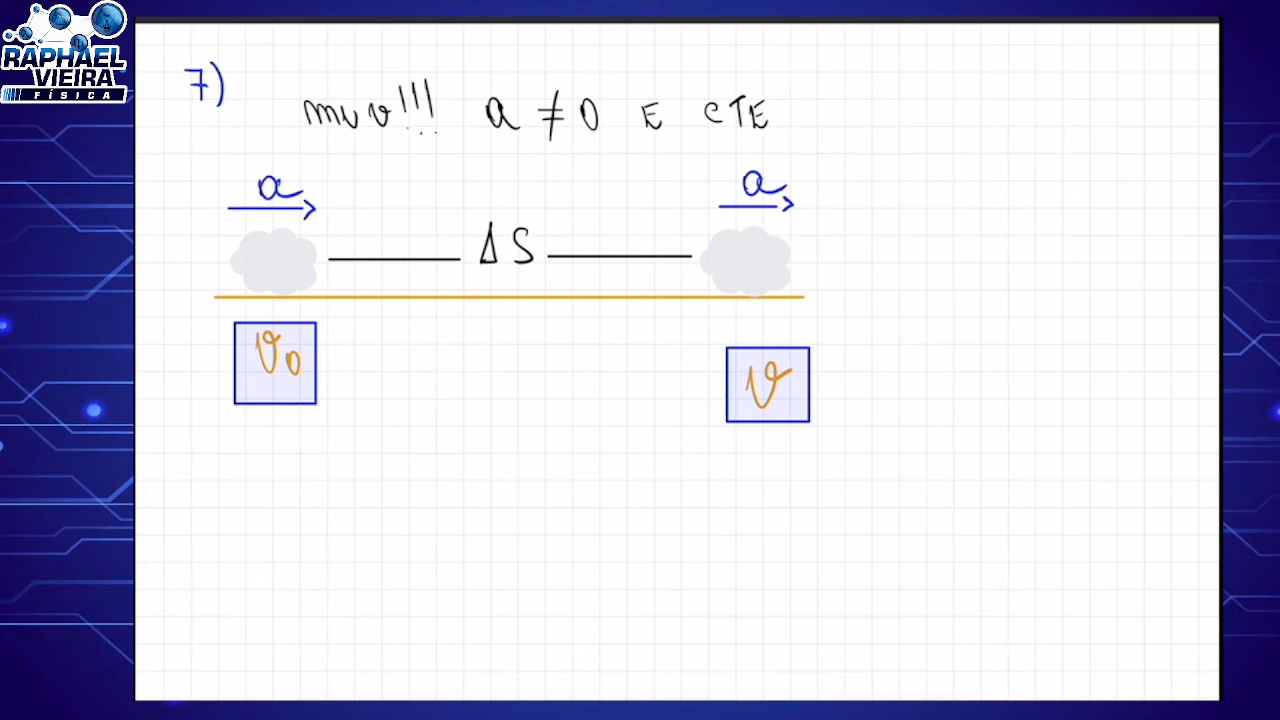 RAPHAEL
VIEIRA
FÍSICA
7)
muv!!! a ≠ 0 E CTE
a
a
ΔS
v₀
v